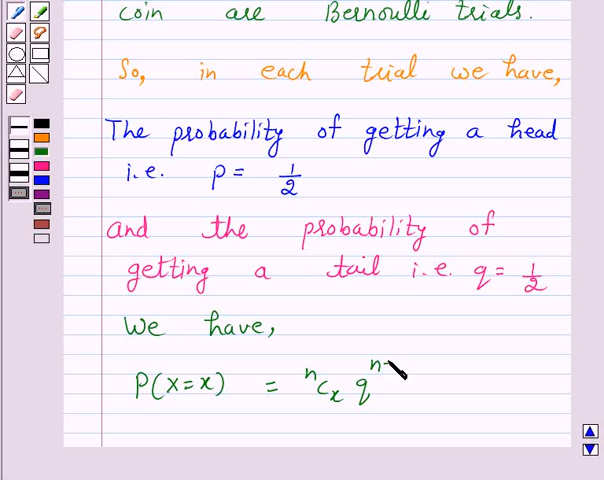 coin are Bernoulli trials.
So, in each trial we have,
The probability of getting a head
i.e. p = 1/2
and the probability of
getting a tail i.e. q = 1/2
We have,
P(X=x) = ⁿCₓ qⁿ⁻